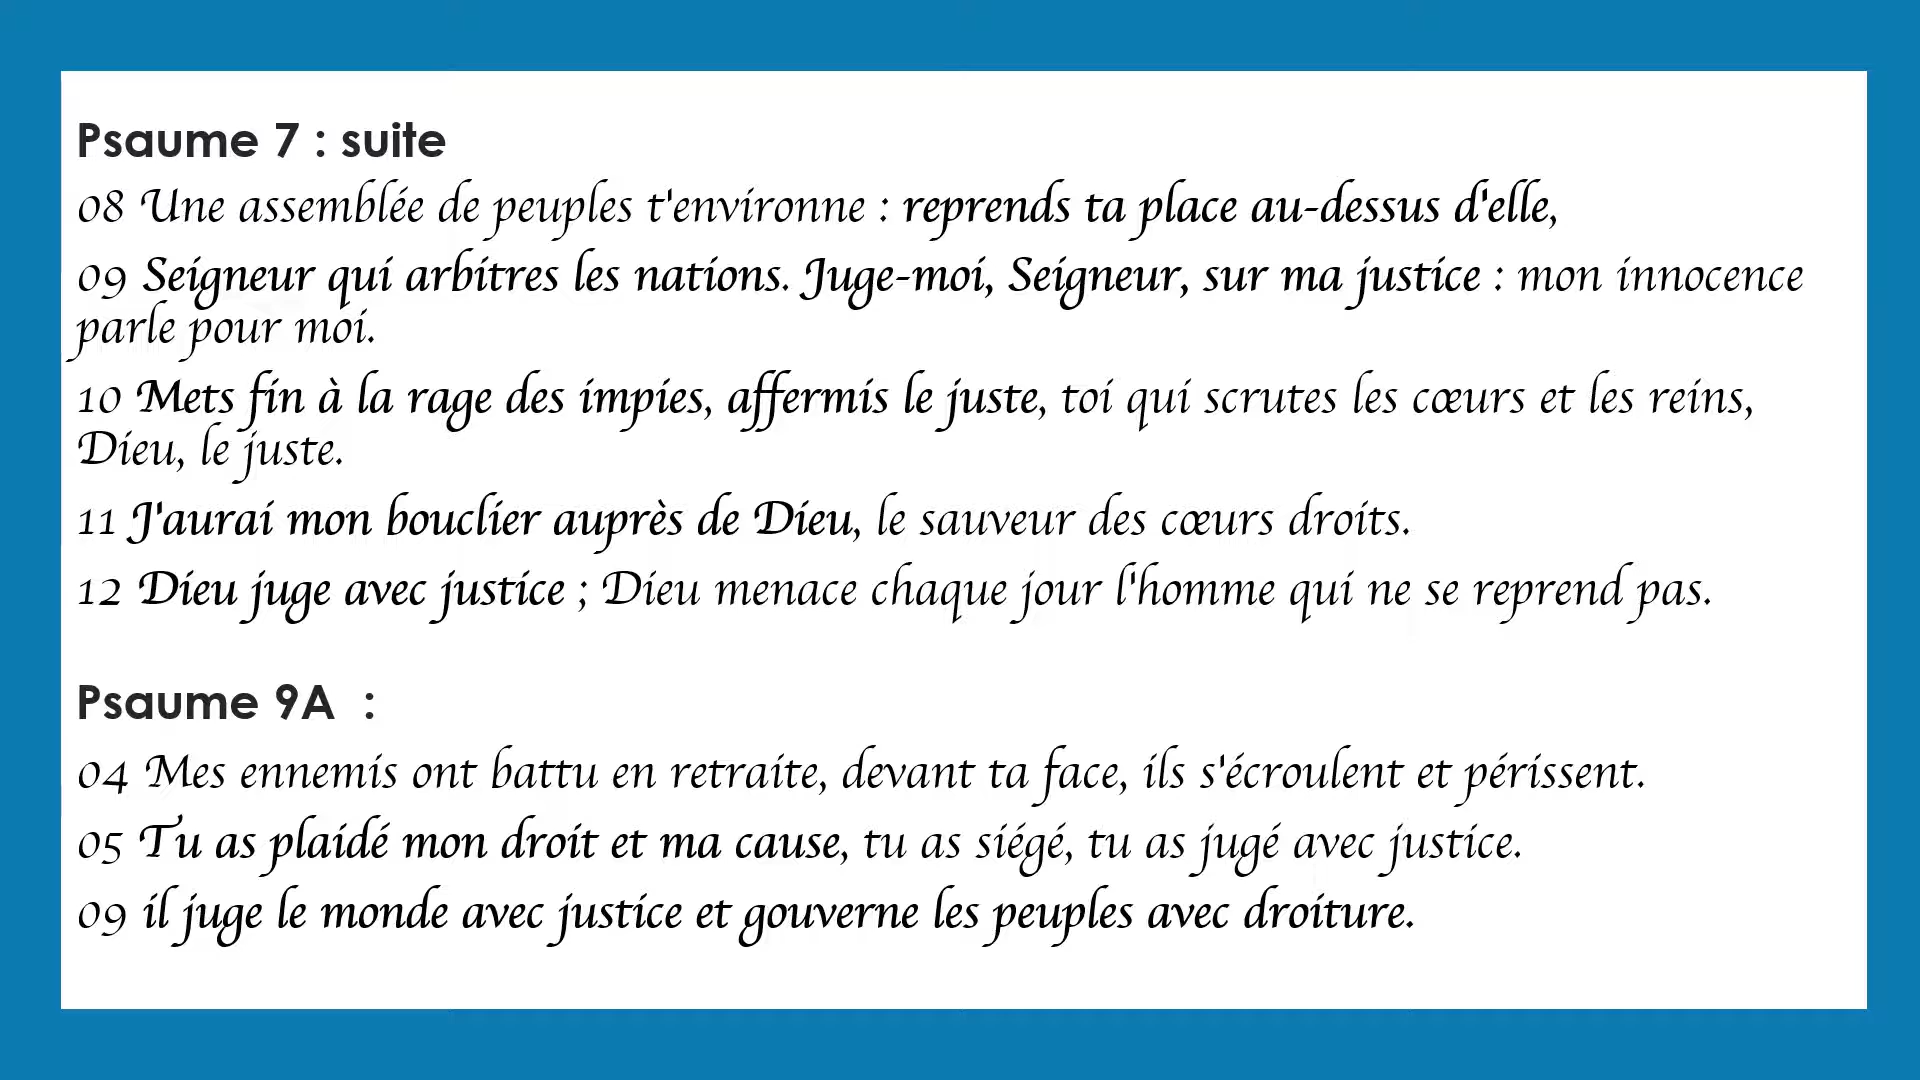 Psaume 7 : suite
08 Une assemblée de peuples t'environne : reprends ta place au-dessus d'elle,
09 Seigneur qui arbitres les nations. Juge-moi, Seigneur, sur ma justice : mon innocence
parle pour moi.
10 Mets fin à la rage des impies, affermis le juste, toi qui scrutes les cœurs et les reins,
Dieu, le juste.
11 J'aurai mon bouclier auprès de Dieu, le sauveur des cœurs droits.
12 Dieu juge avec justice ; Dieu menace chaque jour l'homme qui ne se reprend pas.
Psaume 9A :
04 Mes ennemis ont battu en retraite, devant ta face, ils s'écroulent et périssent.
05 Tu as plaidé mon droit et ma cause, tu as siégé, tu as jugé avec justice.
09 il juge le monde avec justice et gouverne les peuples avec droiture.